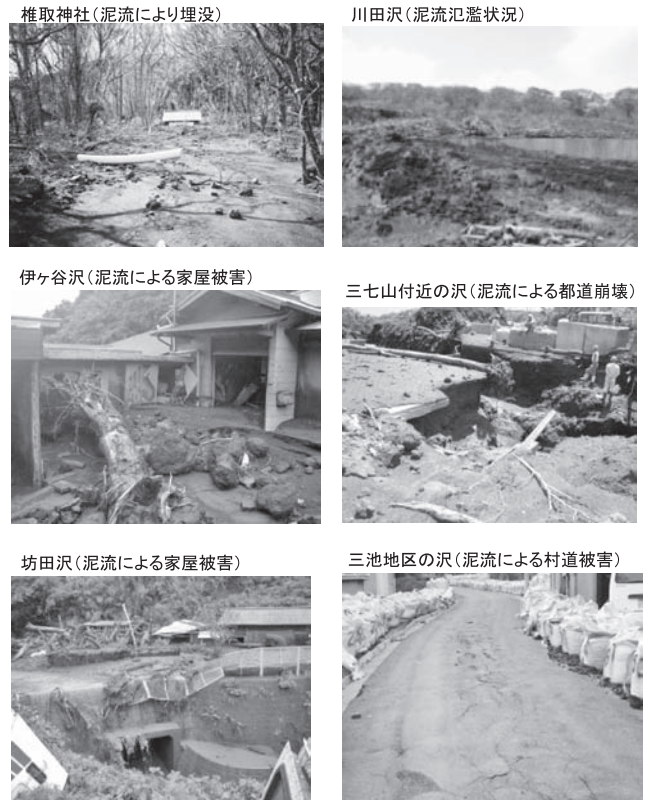 椎取神社(泥流により埋没)
川田沢(泥流氾濫状況)
伊ヶ谷沢(泥流による家屋被害)
三七山付近の沢(泥流による都道崩壊)
坊田沢(泥流による家屋被害)
三池地区の沢(泥流による村道被害)